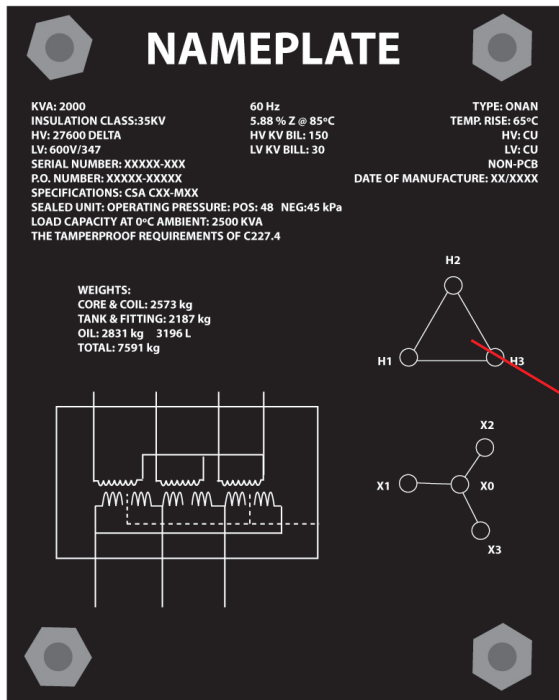 NAMEPLATE
KVA: 2000 60 Hz TYPE: ONAN
INSULATION CLASS:35KV 5.88 % Z @ 85ºC TEMP. RISE: 65ºC
HV: 27600 DELTA HV KV BIL: 150 HV: CU
LV: 600V/347 LV KV BILL: 30 LV: CU
SERIAL NUMBER: XXXXX-XXX NON-PCB
P.O. NUMBER: XXXXX-XXXXX DATE OF MANUFACTURE: XX/XXXX
SPECIFICATIONS: CSA CXX-MXX
SEALED UNIT: OPERATING PRESSURE: POS: 48 NEG:45 kPa
LOAD CAPACITY AT 0ºC AMBIENT: 2500 KVA
THE TAMPERPROOF REQUIREMENTS OF C227.4
WEIGHTS:
CORE & COIL: 2573 kg
TANK & FITTING: 2187 kg
OIL: 2831 kg 3196 L
TOTAL: 7591 kg
H2
H1 H3
X2
X1 X0
X3